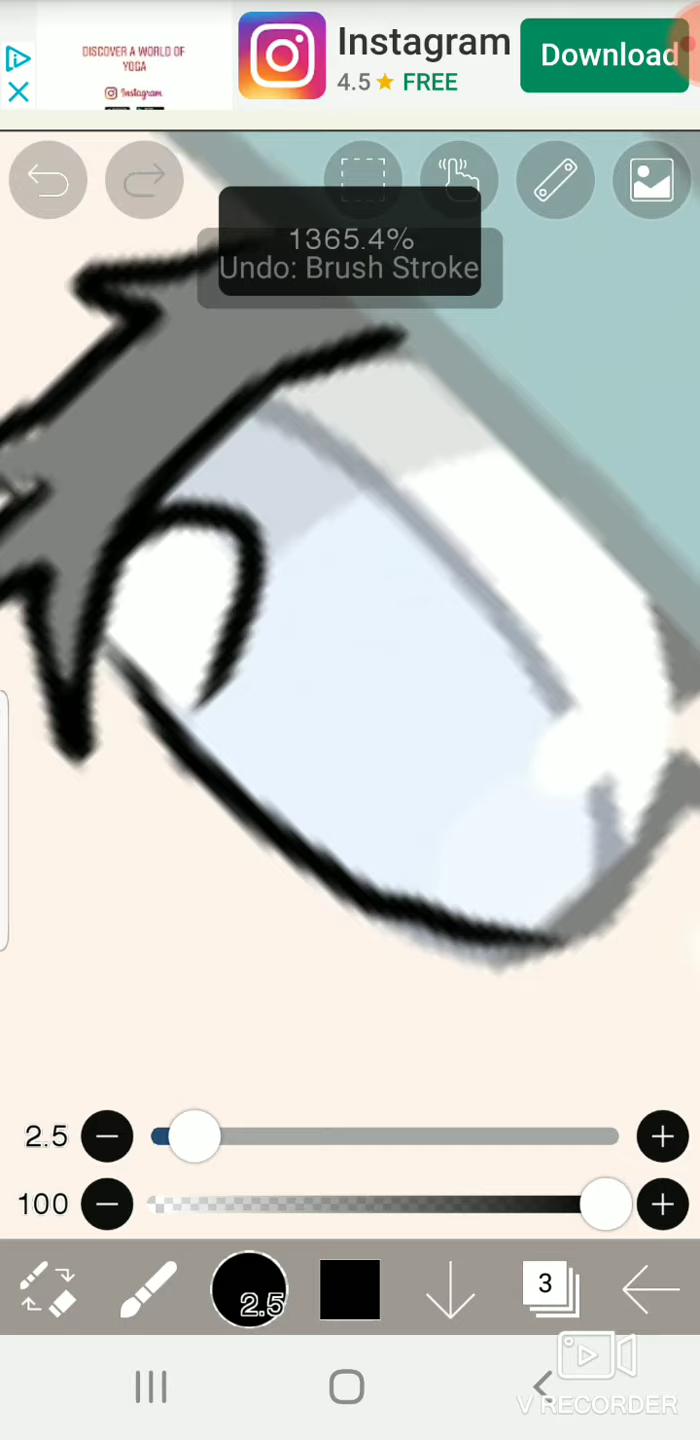 DISCOVER A WORLD OF
YOGA
Instagram
Instagram
4.5 ★ FREE
Download
1365.4%
Undo: Brush Stroke
2.5
100
2.5
3
V RECORDER